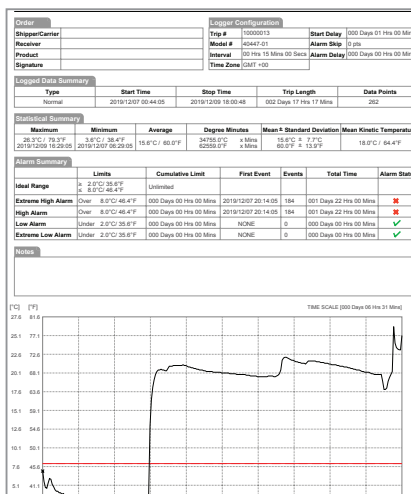 Order
Logger Configuration
Shipper/Carrier
Trip # 10000013 Start Delay 000 Days 01 Hrs 00 Min
Receiver
Model # 40447-01 Alarm Skip 0 pts
Product
Interval 00 Hrs 15 Mins 00 Secs Alarm Delay 000 Days 00 Hrs 00 Min
Signature
Time Zone GMT +00
Logged Data Summary
Type Start Time Stop Time Trip Length Data Points
Normal 2019/12/07 00:44:05 2019/12/09 18:00:48 002 Days 17 Hrs 17 Mins 262
Statistical Summary
Maximum Minimum Average Degree Minutes Mean ± Standard Deviation Mean Kinetic Temperatu
26.3°C / 79.3°F 3.6°C / 38.4°F 15.6°C / 60.0°F 34755.0°C x Mins 15.6°C ± 7.7°C 18.0°C / 64.4°F
2019/12/09 16:29:05 2019/12/07 06:29:05 62559.0°F x Mins 60.0°F ± 13.9°F
Alarm Summary
Limits Cumulative Limit First Event Events Total Time Alarm Stat
Ideal Range ≥ 2.0°C/ 35.6°F Unlimited
≤ 8.0°C/ 46.4°F
Extreme High Alarm Over 8.0°C/ 46.4°F 000 Days 00 Hrs 00 Mins 2019/12/07 20:14:05 184 001 Days 22 Hrs 00 Mins
High Alarm Over 8.0°C/ 46.4°F 000 Days 00 Hrs 00 Mins 2019/12/07 20:14:05 184 001 Days 22 Hrs 00 Mins
Low Alarm Under 2.0°C/ 35.6°F 000 Days 00 Hrs 00 Mins NONE 0 000 Days 00 Hrs 00 Mins
Extreme Low Alarm Under 2.0°C/ 35.6°F 000 Days 00 Hrs 00 Mins NONE 0 000 Days 00 Hrs 00 Mins
Notes
[°C] [°F] TIME SCALE [000 Days 06 Hrs 31 Mins]
27.6 81.6
25.1 77.1
22.6 72.6
20.1 68.1
17.6 63.6
15.1 59.1
12.6 54.6
10.1 50.1
7.6 45.6
5.1 41.1